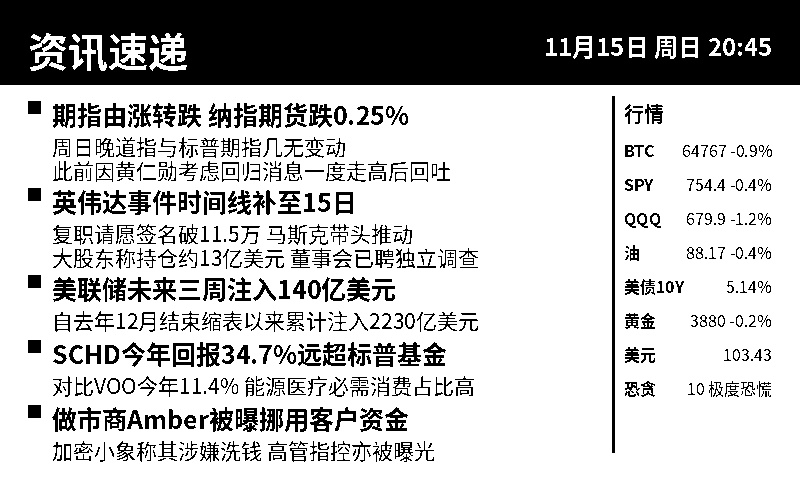 资讯速递
11月15日 周日 20:45
期指由涨转跌 纳指期货跌0.25%
周日晚道指与标普期指几无变动
此前因黄仁勋考虑回归消息一度走高后回吐
英伟达事件时间线补至15日
复职请愿签名破11.5万 马斯克带头推动
大股东称持仓约13亿美元 董事会已聘独立调查
美联储未来三周注入140亿美元
自去年12月结束缩表以来累计注入2230亿美元
SCHD今年回报34.7%远超标普基金
对比VOO今年11.4% 能源医疗必需消费占比高
做市商Amber被曝挪用客户资金
加密小象称其涉嫌洗钱 高管指控亦被曝光
行情
BTC 64767 -0.9%
SPY 754.4 -0.4%
QQQ 679.9 -1.2%
油 88.17 -0.4%
美债10Y 5.14%
黄金 3880 -0.2%
美元 103.43
恐贪 10 极度恐慌